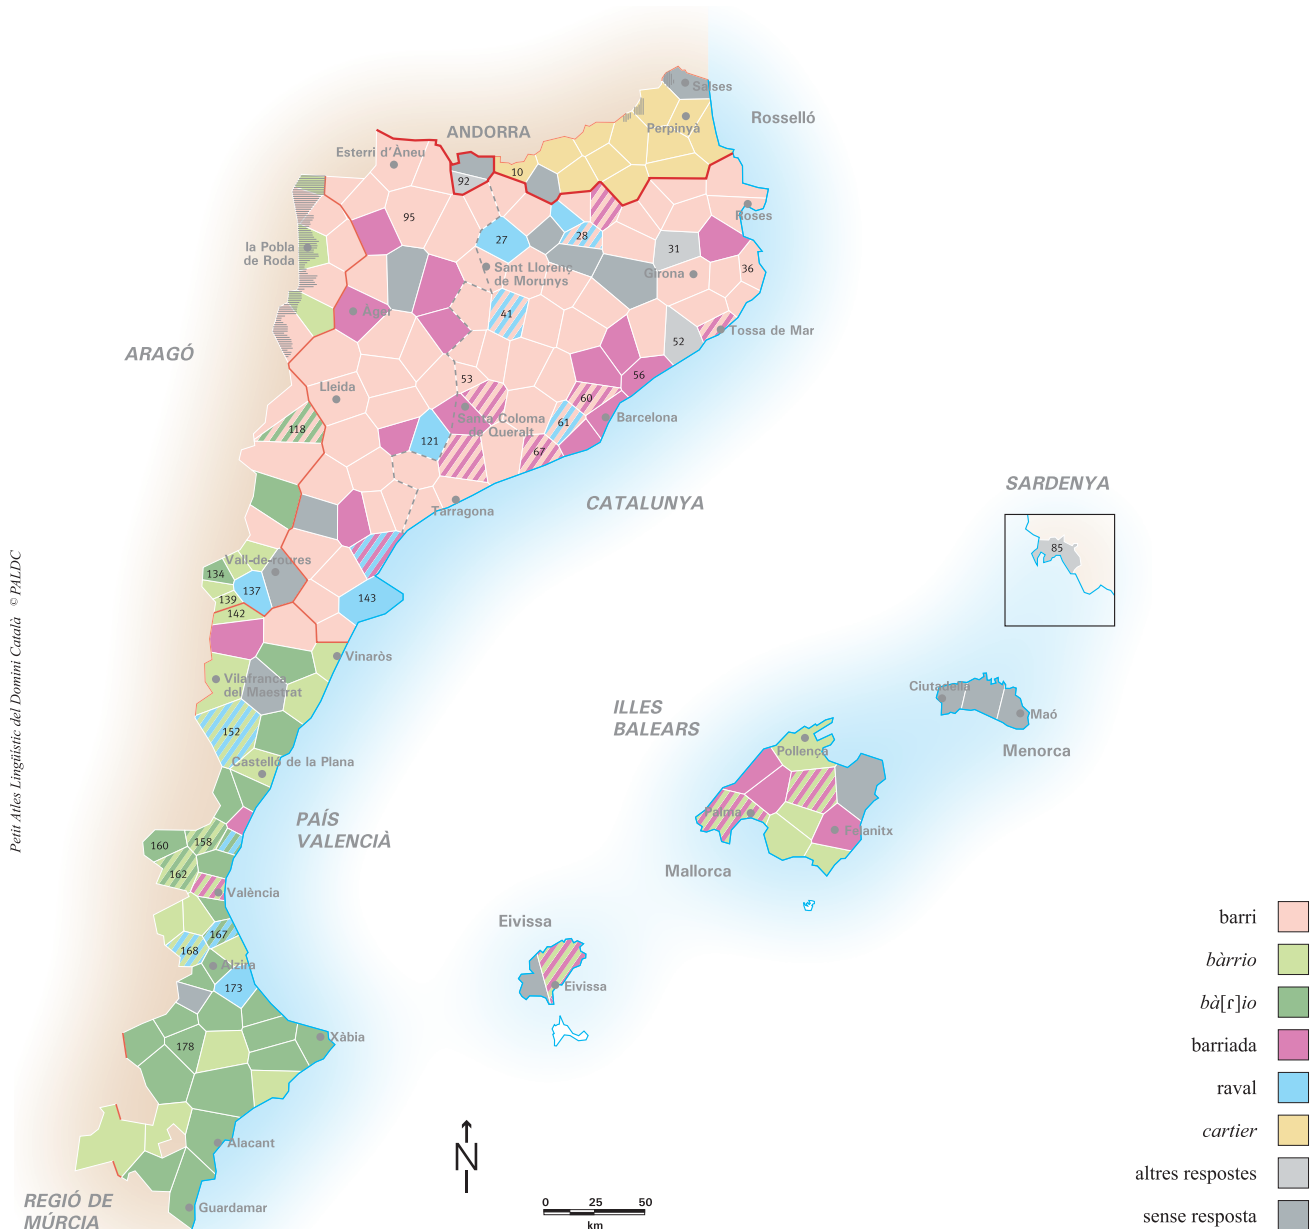 Salses
Rosselló
Perpinyà
ANDORRA
Esterri d'Àneu
92
10
95
Roses
la Pobla
de Roda
27
28
31
36
Sant Llorenç
de Morunys
Girona
Àger
41
Tossa de Mar
52
ARAGÓ
53
56
Lleida
60
Santa Coloma
de Queralt
61
Barcelona
118
121
67
SARDENYA
CATALUNYA
Tarragona
85
Vall-de-roures
134
137
139
142
143
Vinaròs
Vilafranca
del Maestrat
152
Castelló de la Plana
Ciutadella
Maó
Menorca
ILLES
BALEARS
Pollença
PAÍS
VALENCIÀ
Palma
Felanitx
Mallorca
160
158
162
València
167
168
Alzira
173
Eivissa
Eivissa
Xàbia
178
Alacant
Guardamar
REGIÓ DE
MÚRCIA
N
0 25 50
km
Petit Atles Lingüístic del Domini Català © PALDC
barri
bàrrio
bà[ɾ]io
barriada
raval
cartier
altres respostes
sense resposta